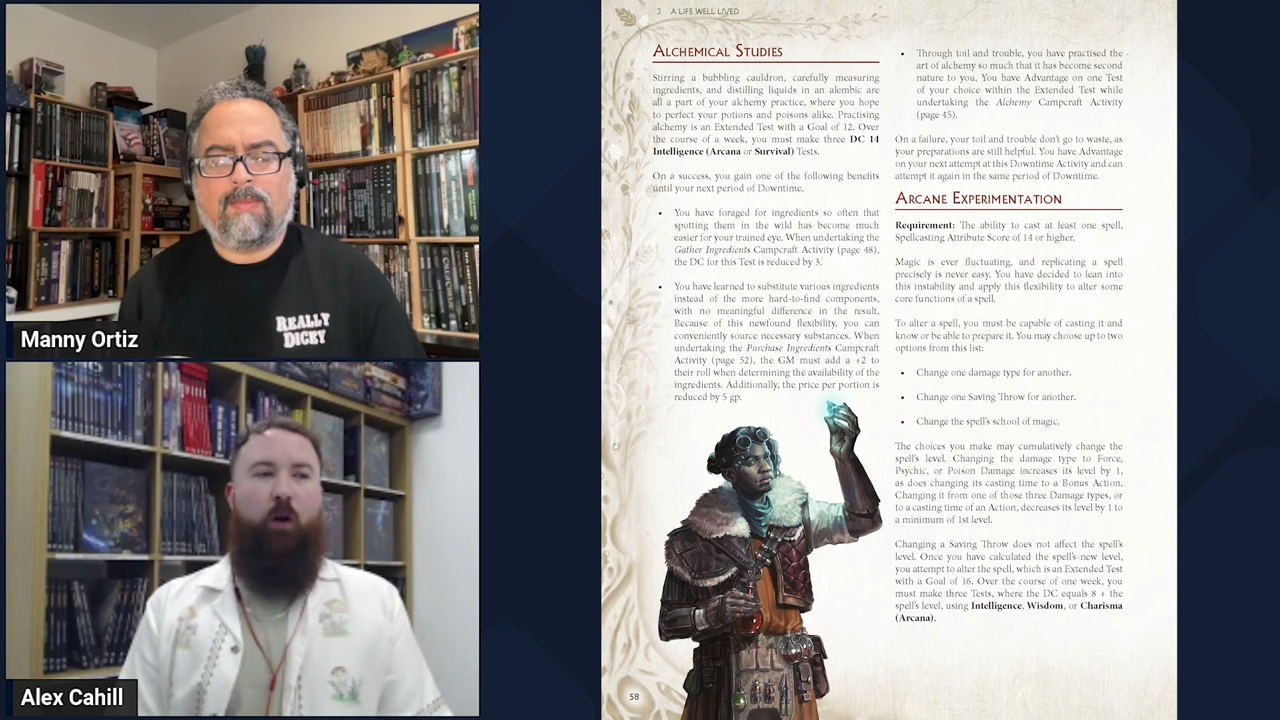 REALLY
DICEY
Manny Ortiz
Alex Cahill
3 A LIFE WELL LIVED
ALCHEMICAL STUDIES
Stirring a bubbling cauldron, carefully measuring
ingredients, and distilling liquids in an alembic are
all a part of your alchemy practice, where you hope
to perfect your potions and poisons alike. Practising
alchemy is an Extended Test with a Goal of 12. Over
the course of a week, you must make three DC 14
Intelligence (Arcana or Survival) Tests.
On a success, you gain one of the following benefits
until your next period of Downtime.
• You have foraged for ingredients so often that
spotting them in the wild has become much
easier for your trained eye. When undertaking the
Gather Ingredients Campcraft Activity (page 48),
the DC for this Test is reduced by 3.
• You have learned to substitute various ingredients
instead of the more hard-to-find components,
with no meaningful difference in the result.
Because of this newfound flexibility, you can
conveniently source necessary substances. When
undertaking the Purchase Ingredients Campcraft
Activity (page 52), the GM must add a +2 to
their roll when determining the availability of the
ingredients. Additionally, the price per portion is
reduced by 5 gp.
58
• Through toil and trouble, you have practised the
art of alchemy so much that it has become second
nature to you. You have Advantage on one Test
of your choice within the Extended Test while
undertaking the Alchemy Campcraft Activity
(page 45).
On a failure, your toil and trouble don't go to waste, as
your preparations are still helpful. You have Advantage
on your next attempt at this Downtime Activity and can
attempt it again in the same period of Downtime.
ARCANE EXPERIMENTATION
Requirement: The ability to cast at least one spell,
Spellcasting Attribute Score of 14 or higher.
Magic is ever fluctuating, and replicating a spell
precisely is never easy. You have decided to lean into
this instability and apply this flexibility to alter some
core functions of a spell.
To alter a spell, you must be capable of casting it and
know or be able to prepare it. You may choose up to two
options from this list:
• Change one damage type for another.
• Change one Saving Throw for another.
• Change the spell's school of magic.
The choices you make may cumulatively change the
spell's level. Changing the damage type to Force,
Psychic, or Poison Damage increases its level by 1,
as does changing its casting time to a Bonus Action.
Changing it from one of those three Damage types, or
to a casting time of an Action, decreases its level by 1 to
a minimum of 1st level.
Changing a Saving Throw does not affect the spell's
level. Once you have calculated the spell's new level,
you attempt to alter the spell, which is an Extended Test
with a Goal of 16. Over the course of one week, you
must make three Tests, where the DC equals 8 + the
spell's level, using Intelligence, Wisdom, or Charisma
(Arcana).